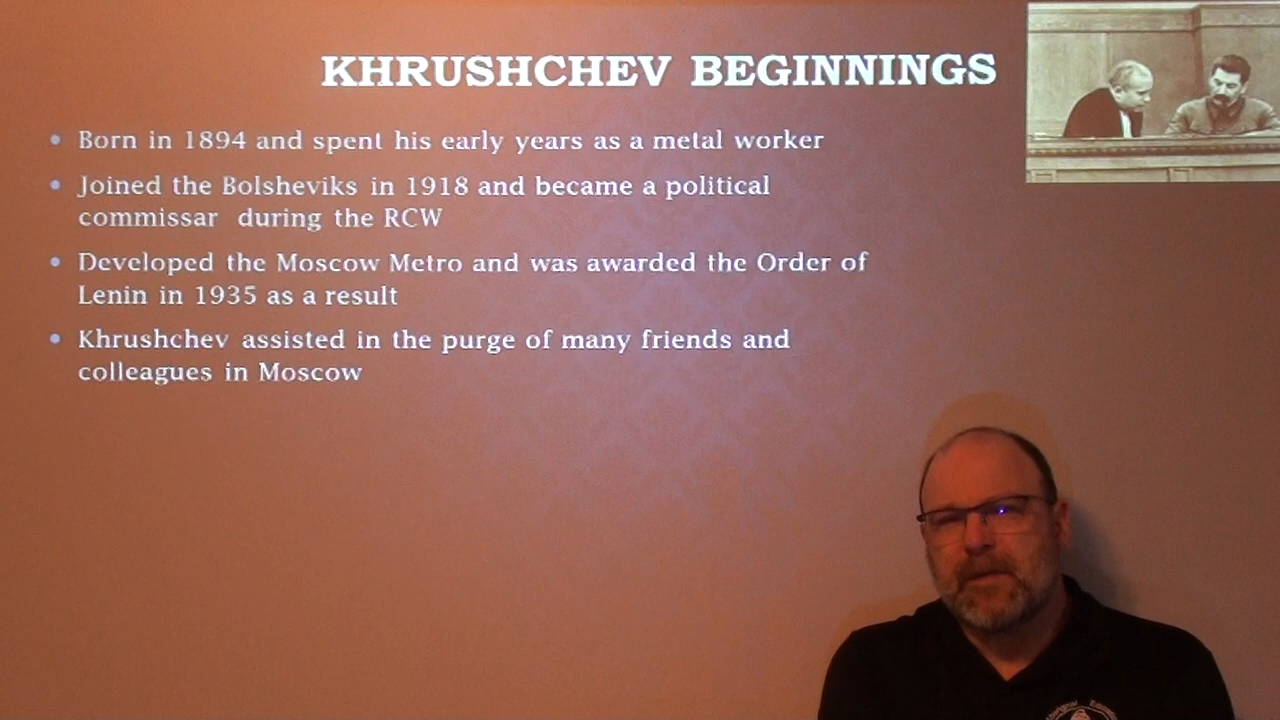 KHRUSHCHEV BEGINNINGS
• Born in 1894 and spent his early years as a metal worker
• Joined the Bolsheviks in 1918 and became a political
commissar during the RCW
• Developed the Moscow Metro and was awarded the Order of
Lenin in 1935 as a result
• Khrushchev assisted in the purge of many friends and
colleagues in Moscow